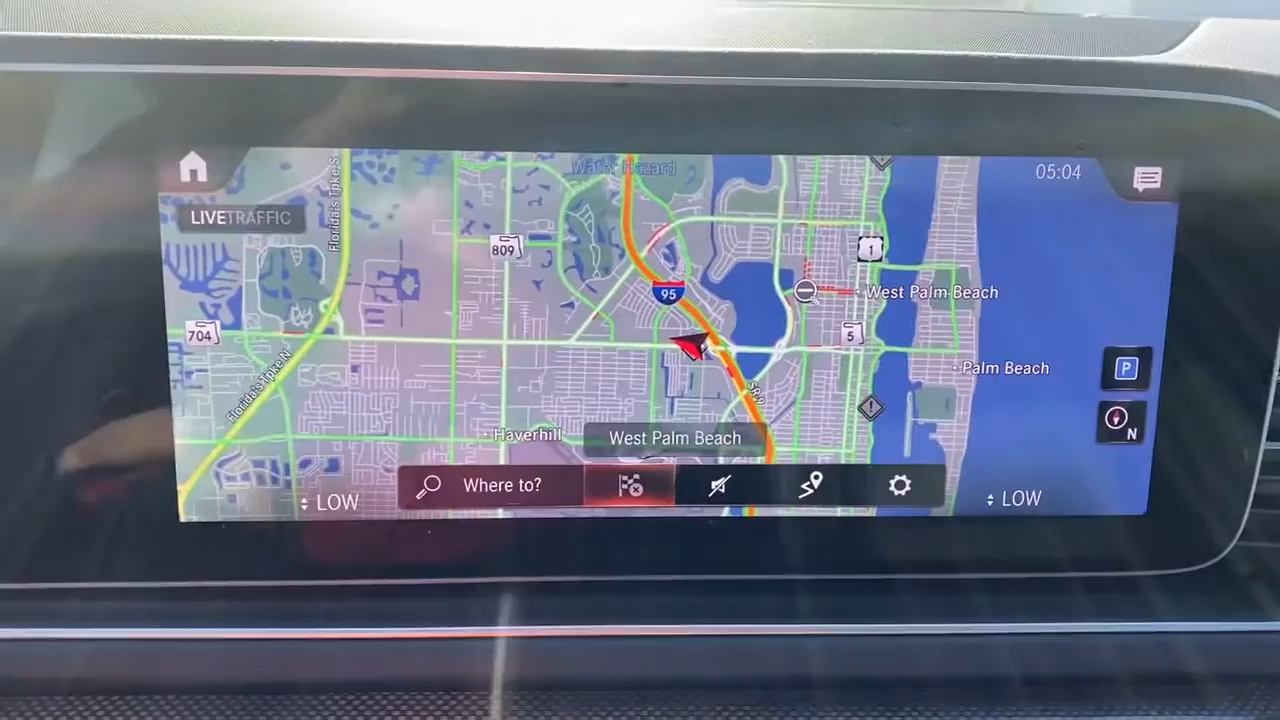 Water Hazard
05:04
Florida's Tpke S
LIVETRAFFIC
809
1
95
West Palm Beach
704
5
Palm Beach
P
Florida's Tpke N
SR-9
N
Haverhill
West Palm Beach
Where to?
LOW
LOW